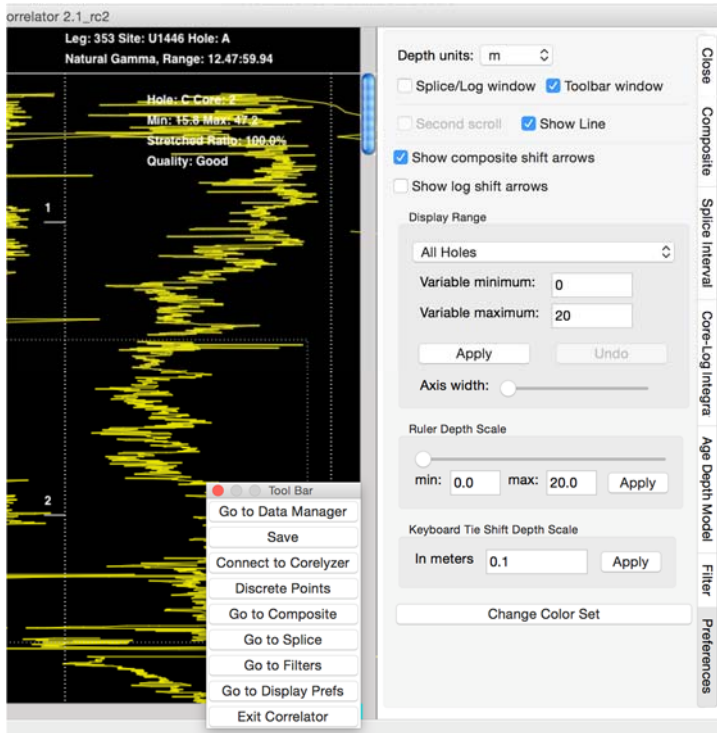 orrelator 2.1_rc2
Leg: 353 Site: U1446 Hole: A
Natural Gamma, Range: 12.47:59.94
Hole: C Core: 2
Min: 15.8 Max: 47.2
Stretched Ratio: 100.0%
Quality: Good
1
2
Tool Bar
Go to Data Manager
Save
Connect to Corelyzer
Discrete Points
Go to Composite
Go to Splice
Go to Filters
Go to Display Prefs
Exit Correlator
Depth units: m
Splice/Log window Toolbar window
Second scroll Show Line
Show composite shift arrows
Show log shift arrows
Display Range
All Holes
Variable minimum: 0
Variable maximum: 20
Apply Undo
Axis width:
Ruler Depth Scale
min: 0.0 max: 20.0 Apply
Keyboard Tie Shift Depth Scale
In meters 0.1 Apply
Change Color Set
Close
Composite
Splice Interval
Core-Log Integra
Age Depth Model
Filter
Preferences